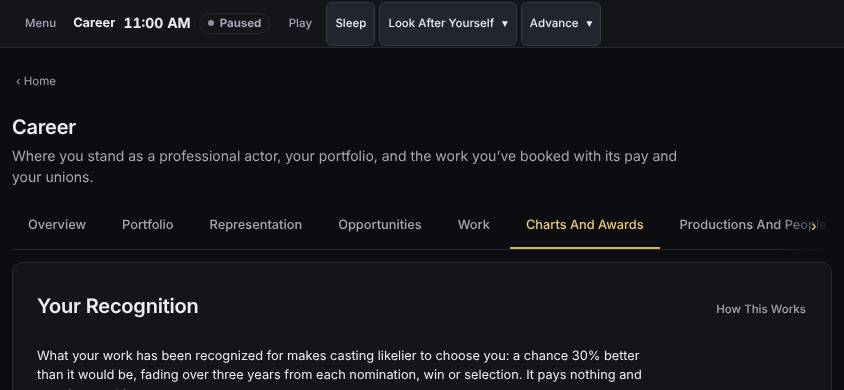 Menu Career 11:00 AM Paused Play Sleep Look After Yourself Advance
‹ Home
Career
Where you stand as a professional actor, your portfolio, and the work you’ve booked with its pay and
your unions.
Overview Portfolio Representation Opportunities Work Charts And Awards Productions And People
Your Recognition
How This Works
What your work has been recognized for makes casting likelier to choose you: a chance 30% better
than it would be, fading over three years from each nomination, win or selection. It pays nothing and